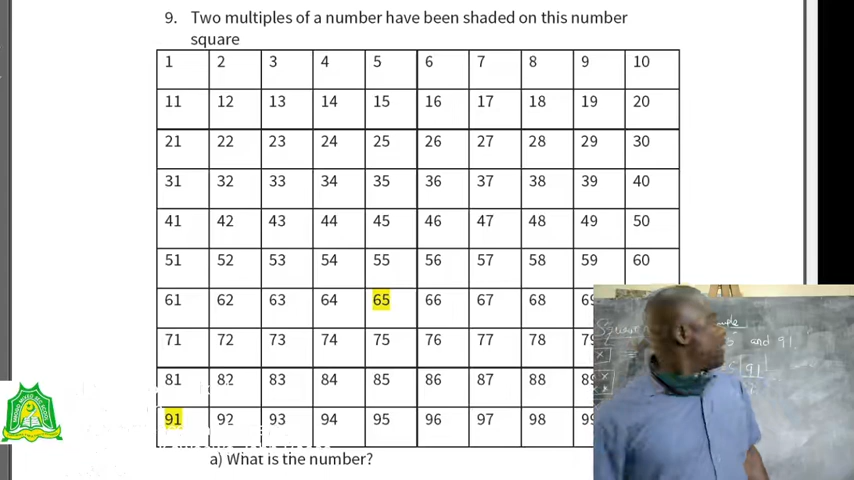 9. Two multiples of a number have been shaded on this number
square
1 2 3 4 5 6 7 8 9 10
11 12 13 14 15 16 17 18 19 20
21 22 23 24 25 26 27 28 29 30
31 32 33 34 35 36 37 38 39 40
41 42 43 44 45 46 47 48 49 50
51 52 53 54 55 56 57 58 59 60
61 62 63 64 65 66 67 68
71 72 73 74 75 76 77 78
81 82 83 84 85 86 87 88
91 92 93 94 95 96 97 98
a) What is the number?
and 91
91